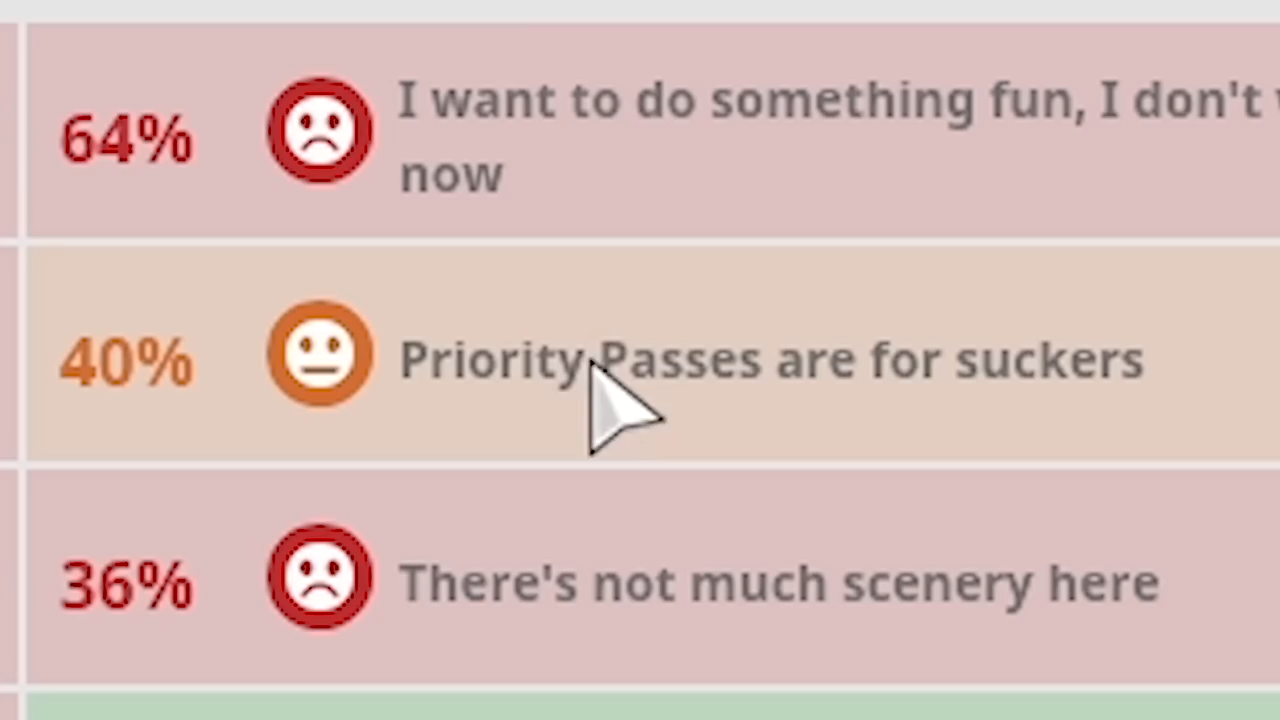 64%
I want to do something fun, I don't
now
40%
Priority Passes are for suckers
36%
There's not much scenery here